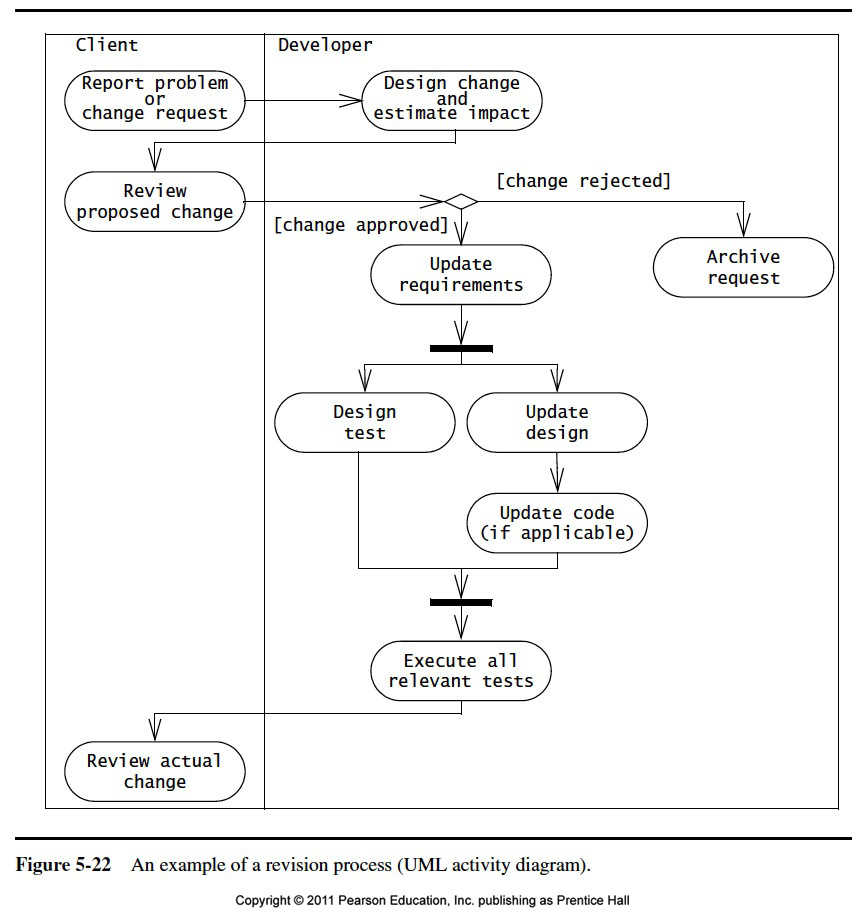 Client
Developer
Report problem
or
change request
Design change
and
estimate impact
Review
proposed change
[change rejected]
[change approved]
Update
requirements
Archive
request
Design
test
Update
design
Update code
(if applicable)
Execute all
relevant tests
Review actual
change
Figure 5-22 An example of a revision process (UML activity diagram).
Copyright © 2011 Pearson Education, Inc. publishing as Prentice Hall